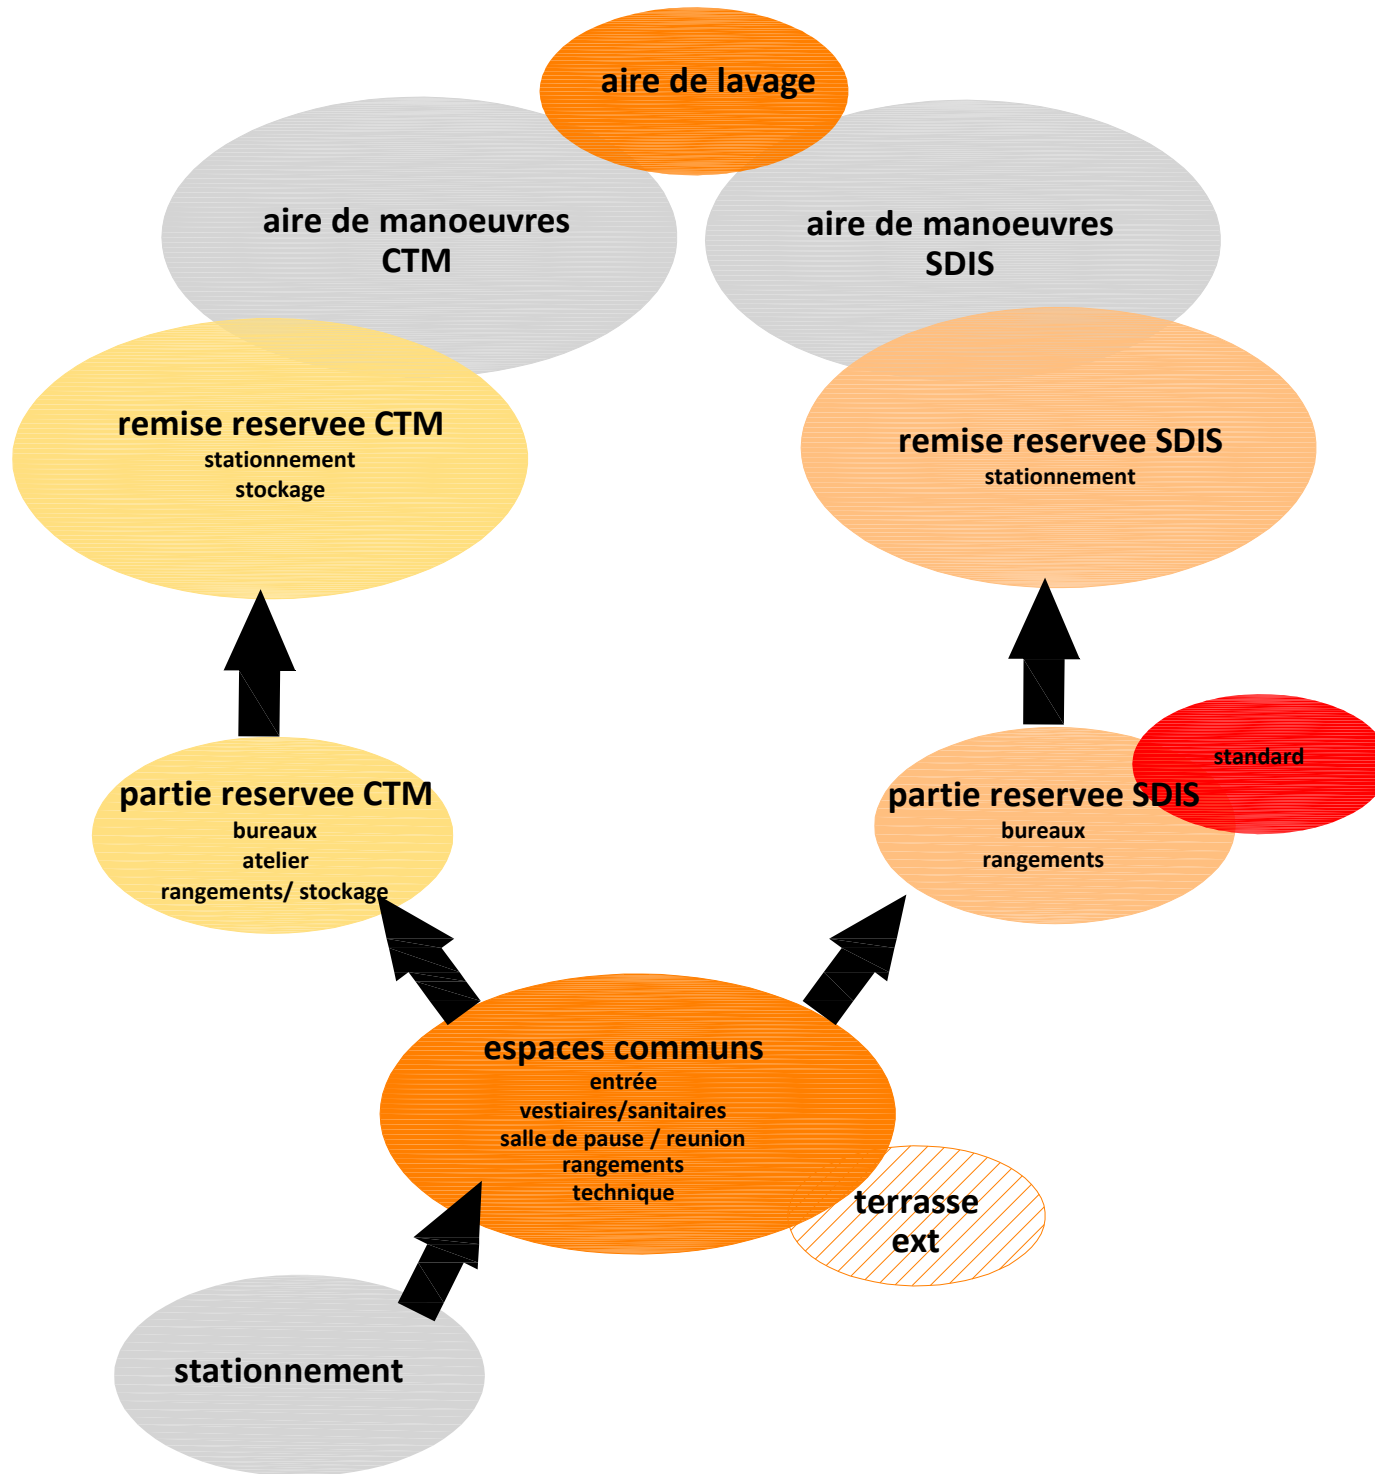 aire de lavage
aire de manoeuvres
CTM
aire de manoeuvres
SDIS
remise reservee CTM
stationnement
stockage
remise reservee SDIS
stationnement
partie reservee CTM
bureaux
atelier
rangements/ stockage
standard
partie reservee SDIS
bureaux
rangements
espaces communs
entrée
vestiaires/sanitaires
salle de pause / reunion
rangements
technique
terrasse
ext
stationnement